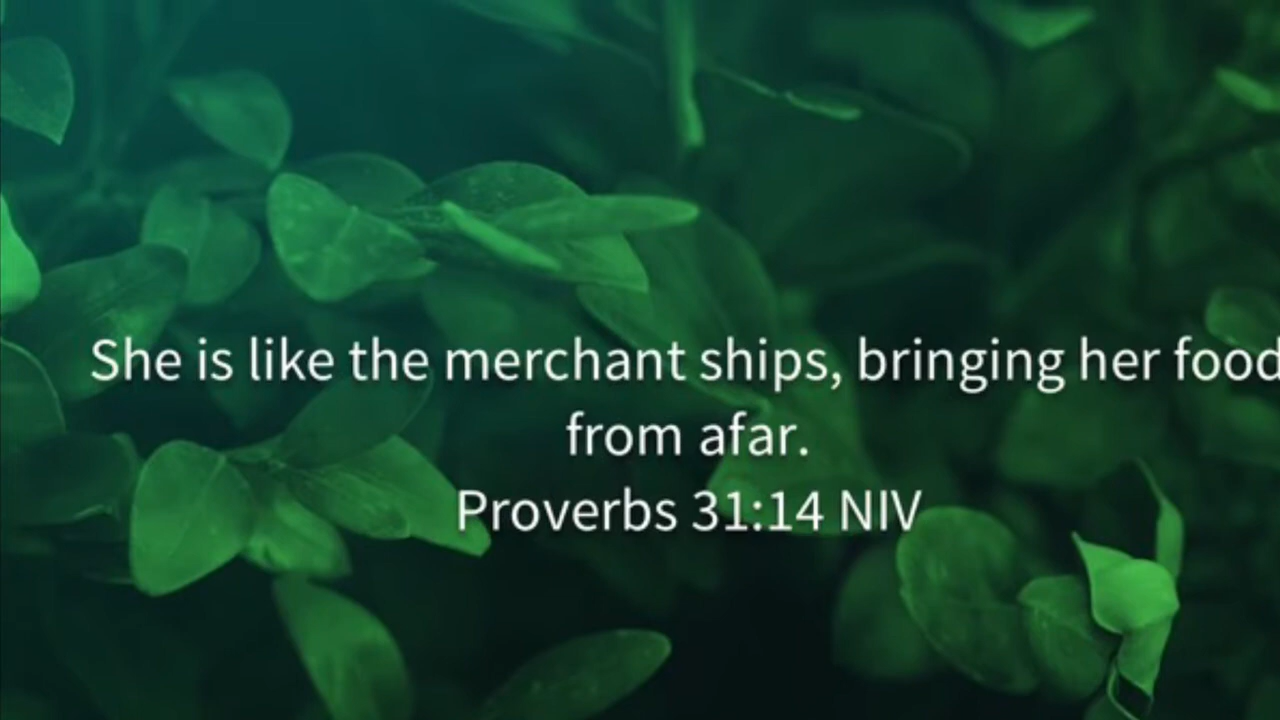 She is like the merchant ships, bringing her food
from afar.
Proverbs 31:14 NIV